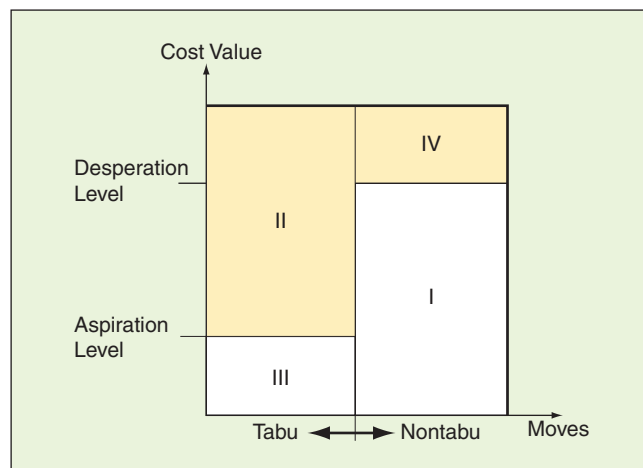 Cost Value
IV
Desperation
Level
II
I
Aspiration
Level
III
Tabu
Nontabu
Moves